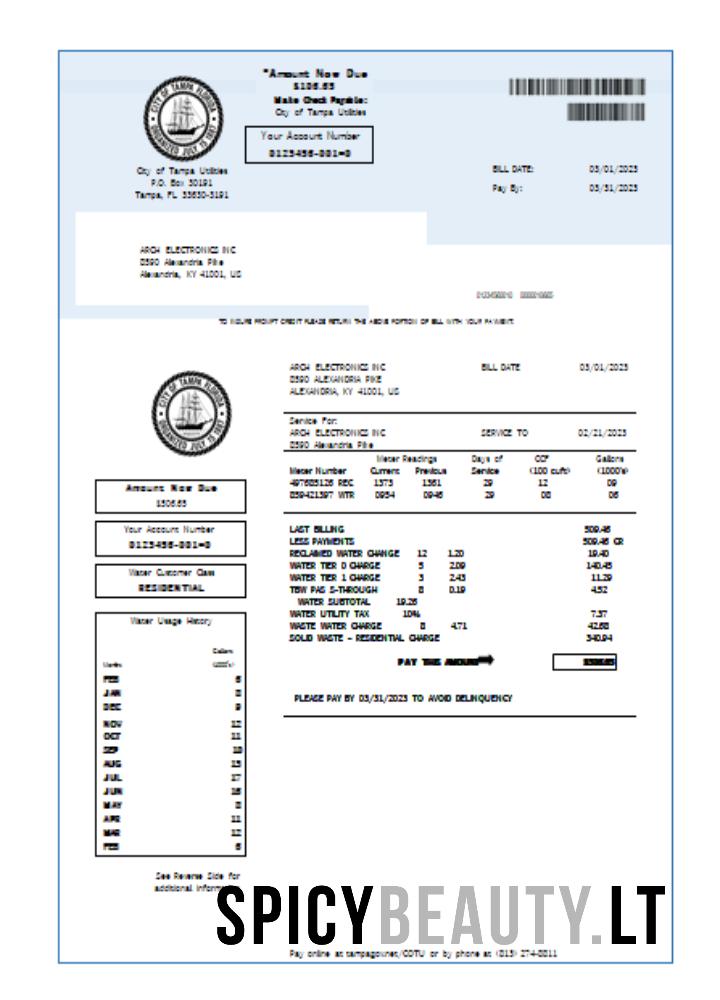 *Amount Now Due
$106.65
Make Check Payable:
City of Tampa Utilities
Your Account Number
0123456-001=0
CITY OF TAMPA FLORIDA
ORGANIZED JULY 15 1887
City of Tampa Utilities
P.O. Box 30191
Tampa, FL 33630-3191
BILL DATE: 03/01/2023
Pay By: 03/31/2023
ARCH ELECTRONICS INC
8590 Alexandria Pike
Alexandria, KY 41001, US
TO INSURE PROMPT CREDIT PLEASE RETURN THE ABOVE PORTION OF BILL WITH YOUR PAYMENT.
CITY OF TAMPA FLORIDA
ORGANIZED JULY 15 1887
ARCH ELECTRONICS INC BILL DATE 03/01/2023
8590 ALEXANDRIA PIKE
ALEXANDRIA, KY 41001, US
Service For:
ARCH ELECTRONICS INC SERVICE TO 02/21/2023
8590 Alexandria Pike
Meter Readings Days of CCF Gallons
Meter Number Current Previous Service (100 cuft) (1000's)
497685126 REC 1373 1361 29 12 09
859421397 WTR 0954 0946 29 08 06
Amount Now Due
Your Account Number
0123456-001=0
Water Customer Class
RESIDENTIAL
LAST BILLING 509.46
LESS PAYMENTS 509.46 CR
RECLAIMED WATER CHANGE 12 1.20 19.40
WATER TIER 0 CHARGE 5 2.09 140.45
WATER TIER 1 CHARGE 3 2.43 11.29
TBW PAS S-THROUGH 8 0.19 4.52
WATER SUBTOTAL 19.26
WATER UTILITY TAX 10% 7.37
WASTE WATER CHARGE 8 4.71 42.68
SOLID WASTE – RESIDENTIAL CHARGE 340.94
PAY THIS AMOUNT
PLEASE PAY BY 03/31/2023 TO AVOID DELINQUENCY
Water Usage History
Gallons
Months (1000's)
FEB 6
JAN 8
DEC 9
NOV 12
OCT 11
SEP 10
AUG 13
JUL 17
JUN 16
MAY 8
APR 11
MAR 12
FEB 6
See Reverse Side for
additional
SPICYBEAUTY.LT
Pay online at tampagov.net/COTU or by phone at (813) 274-8811